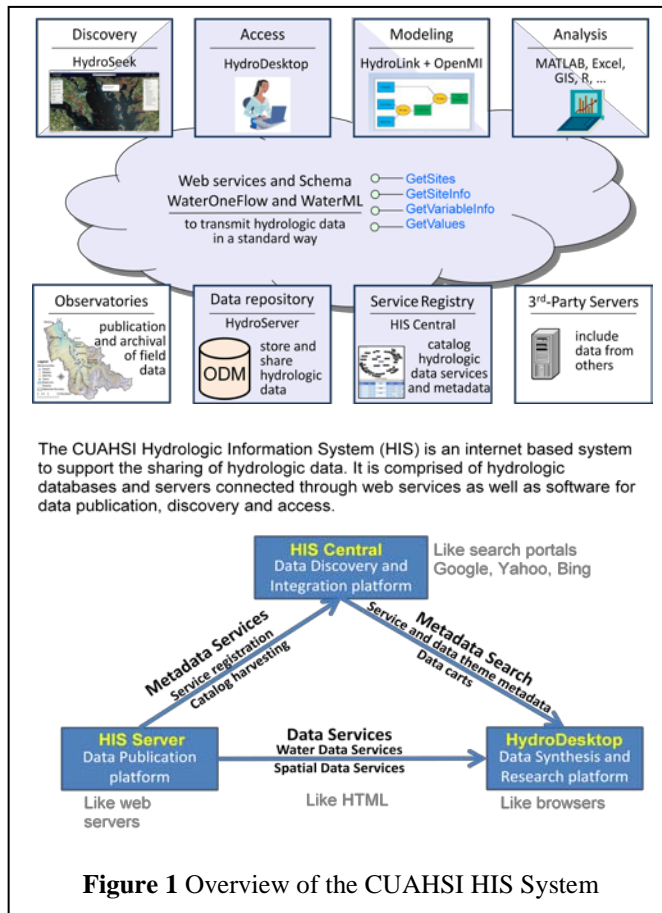 Discovery
HydroSeek
Access
HydroDesktop
Modeling
HydroLink + OpenMI
Analysis
MATLAB, Excel,
GIS, R, ...
Web services and Schema
WaterOneFlow and WaterML
to transmit hydrologic data
in a standard way
GetSites
GetSiteInfo
GetVariableInfo
GetValues
Observatories
publication
and archival
of field
data
Data repository
HydroServer
ODM
store and
share
hydrologic
data
Service Registry
HIS Central
catalog
hydrologic
data services
and metadata
3rd-Party Servers
include
data from
others
The CUAHSI Hydrologic Information System (HIS) is an internet based system
to support the sharing of hydrologic data. It is comprised of hydrologic
databases and servers connected through web services as well as software for
data publication, discovery and access.
HIS Central
Data Discovery and
Integration platform
Like search portals
Google, Yahoo, Bing
Metadata Services
Service registration
Catalog harvesting
Metadata Search
Service and data theme metadata
Data carts
HIS Server
Data Publication
platform
Like web
servers
Data Services
Water Data Services
Spatial Data Services
Like HTML
HydroDesktop
Data Synthesis and
Research platform
Like browsers
Figure 1 Overview of the CUAHSI HIS System